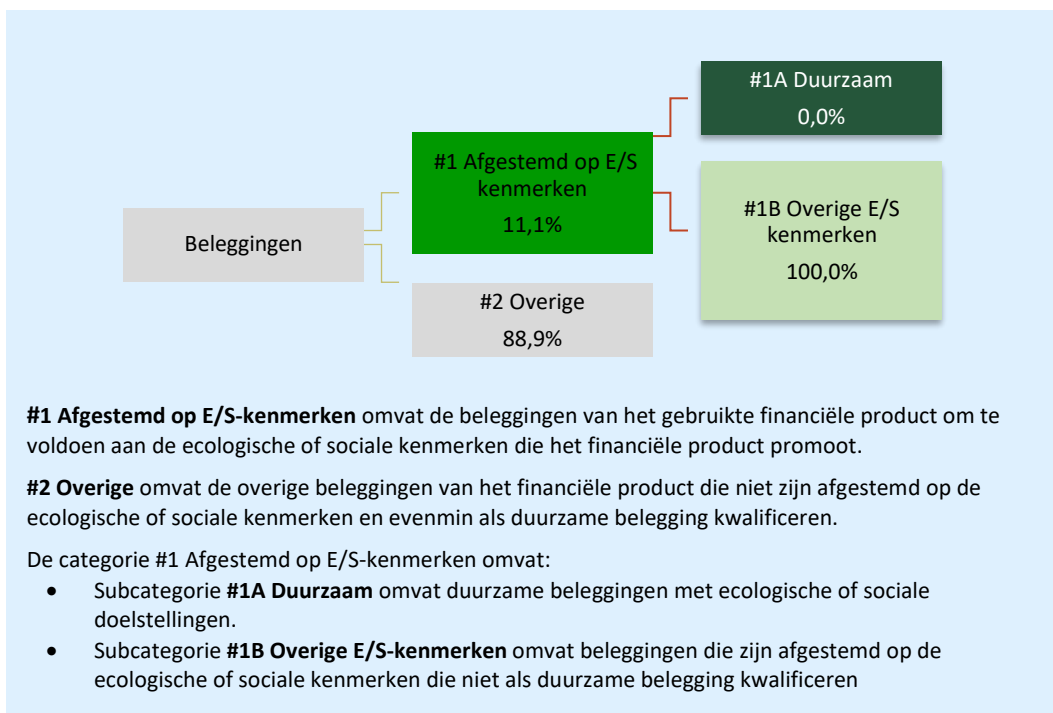 #1A Duurzaam
0,0%
#1 Afgestemd op E/S
kenmerken
11,1%
#1B Overige E/S
kenmerken
100,0%
Beleggingen
#2 Overige
88,9%
#1 Afgestemd op E/S-kenmerken omvat de beleggingen van het gebruikte financiële product om te
voldoen aan de ecologische of sociale kenmerken die het financiële product promoot.
#2 Overige omvat de overige beleggingen van het financiële product die niet zijn afgestemd op de
ecologische of sociale kenmerken en evenmin als duurzame belegging kwalificeren.
De categorie #1 Afgestemd op E/S-kenmerken omvat:
• Subcategorie #1A Duurzaam omvat duurzame beleggingen met ecologische of sociale
doelstellingen.
• Subcategorie #1B Overige E/S-kenmerken omvat beleggingen die zijn afgestemd op de
ecologische of sociale kenmerken die niet als duurzame belegging kwalificeren